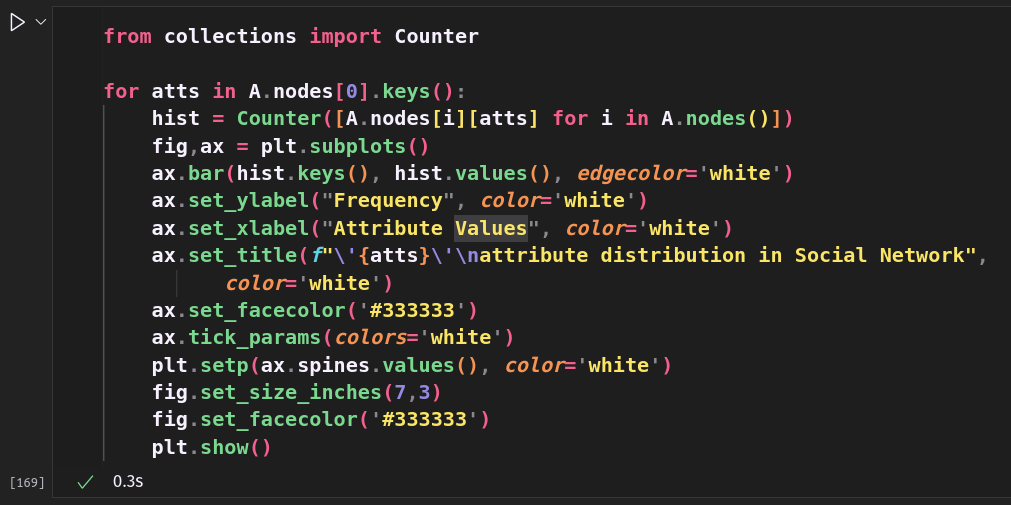 from collections import Counter
for atts in A.nodes[0].keys():
    hist = Counter([A.nodes[i][atts] for i in A.nodes()])
    fig,ax = plt.subplots()
    ax.bar(hist.keys(), hist.values(), edgecolor='white')
    ax.set_ylabel("Frequency", color='white')
    ax.set_xlabel("Attribute Values", color='white')
    ax.set_title(f"\'{atts}\'\nattribute distribution in Social Network",
          color='white')
    ax.set_facecolor('#333333')
    ax.tick_params(colors='white')
    plt.setp(ax.spines.values(), color='white')
    fig.set_size_inches(7,3)
    fig.set_facecolor('#333333')
    plt.show()
[169] 0.3s